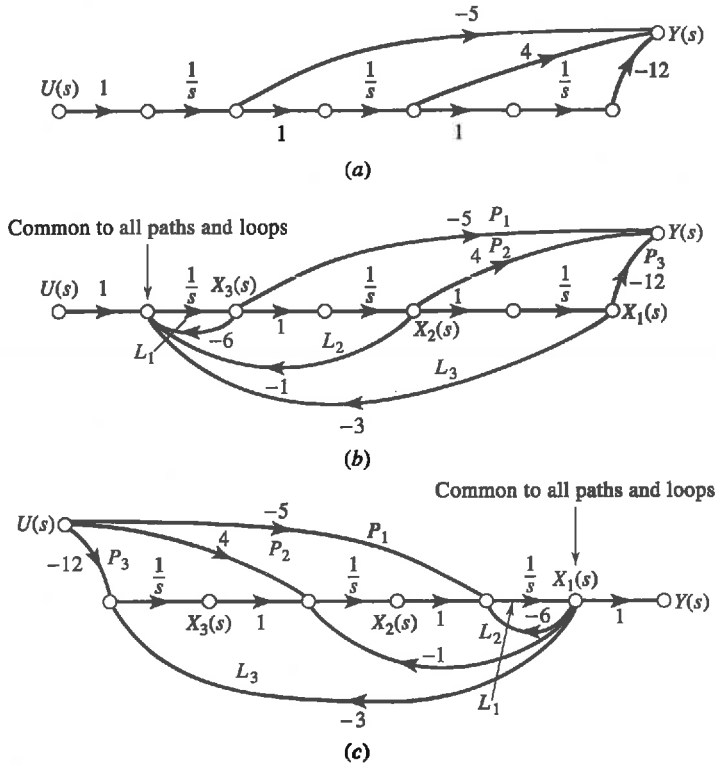 −5
Y(s)
4
−12
U(s) 1 1/s 1/s 1/s
1 1
(a)
Common to all paths and loops
−5 P₁
Y(s)
4 P₂
P₃
−12
U(s) 1 1/s X₃(s) 1/s 1 1/s
1 X₂(s) X₁(s)
L₁ −6 L₂
−1 L₃
−3
(b)
Common to all paths and loops
U(s) −5 P₁
4 P₂
−12 P₃
1/s 1/s 1/s X₁(s)
Y(s)
X₃(s) 1 X₂(s) 1 −6 1
L₂
−1
L₃ L₁
−3
(c)